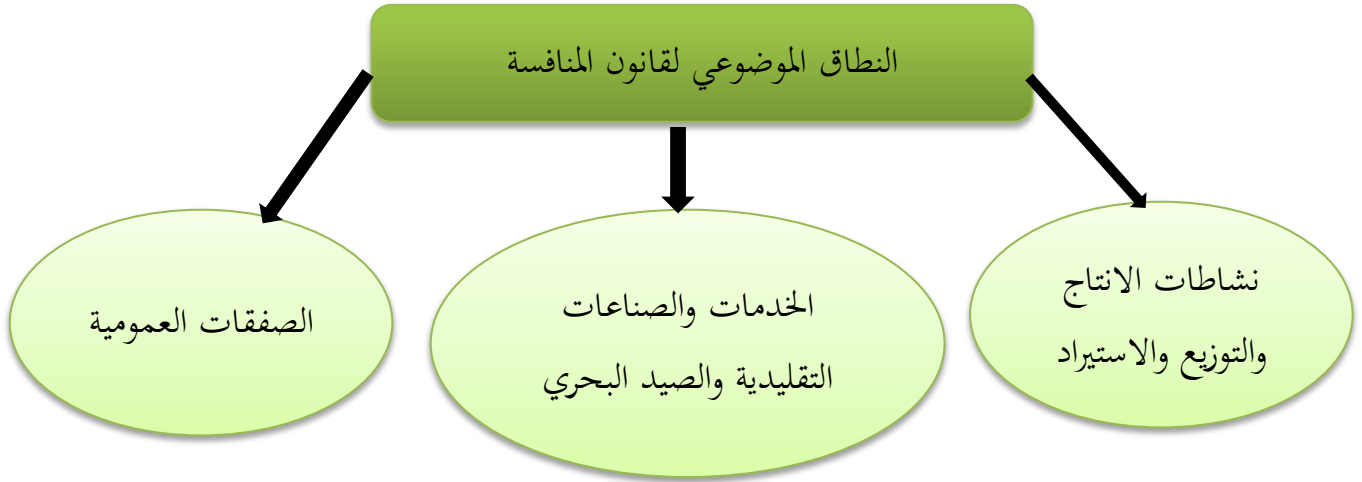 النطاق الموضوعي لقانون المنافسة
نشاطات الانتاج
والتوزيع والاستيراد
الخدمات والصناعات
التقليدية والصيد البحري
الصفقات العمومية